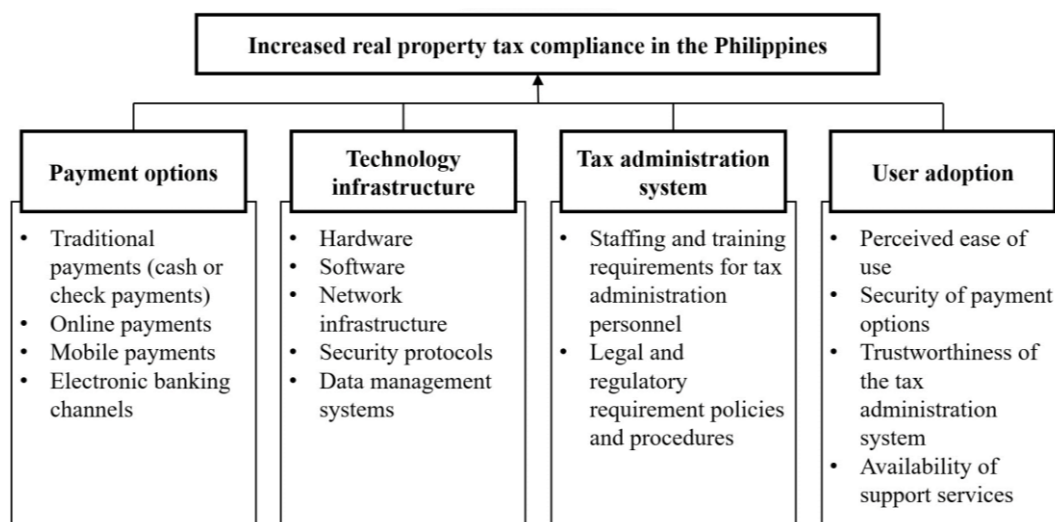 Increased real property tax compliance in the Philippines
Payment options
• Traditional
payments (cash or
check payments)
• Online payments
• Mobile payments
• Electronic banking
channels
Technology
infrastructure
• Hardware
• Software
• Network
infrastructure
• Security protocols
• Data management
systems
Tax administration
system
• Staffing and training
requirements for tax
administration
personnel
• Legal and
regulatory
requirement policies
and procedures
User adoption
• Perceived ease of
use
• Security of payment
options
• Trustworthiness of
the tax
administration
system
• Availability of
support services